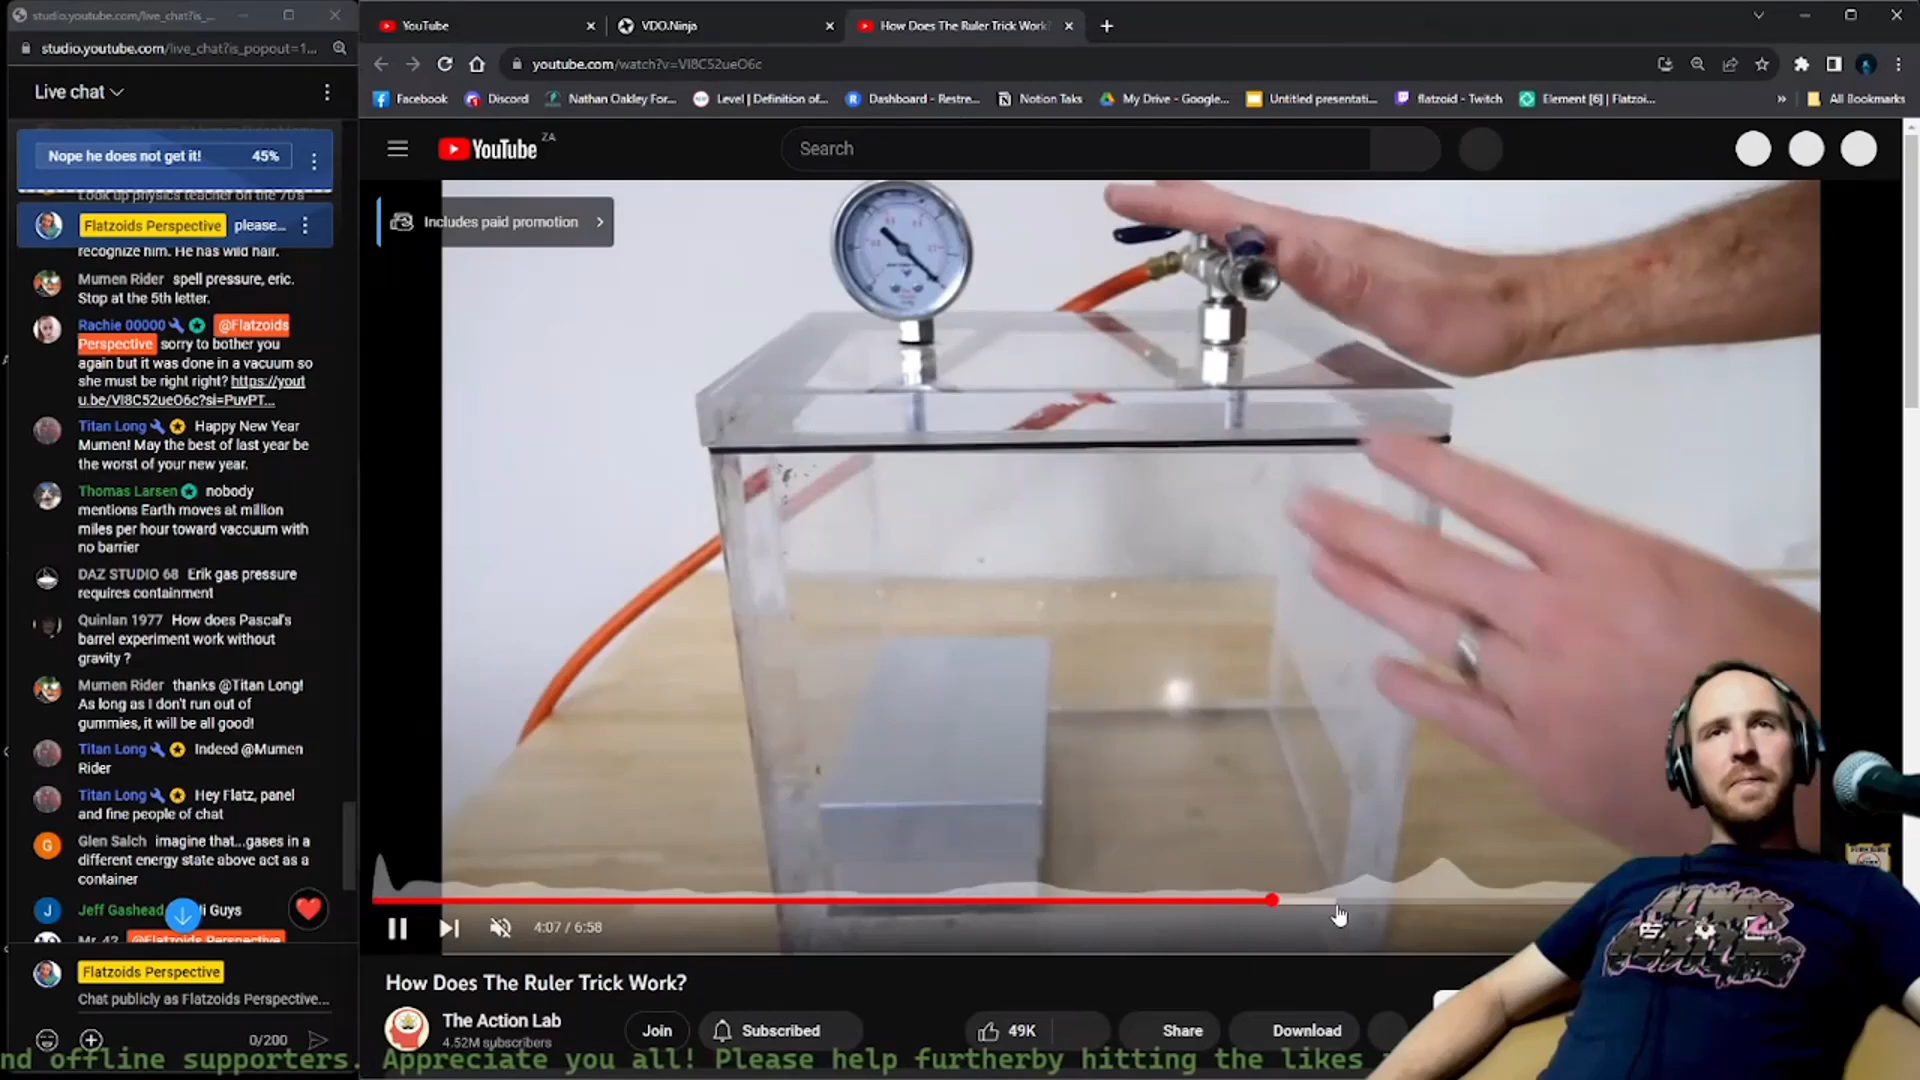 studio.youtube.com/live_chat?is_...
studio.youtube.com/live_chat?is_popout=1...
Live chat
Nope he does not get it! 45%
Look up physics teacher on the 70's
Flatzoids Perspective please...
recognize him. He has wild hair.
Mumen Rider spell pressure, eric.
Stop at the 5th letter.
Rachie 00000 @Flatzoids
Perspective sorry to bother you
again but it was done in a vacuum so
she must be right right? https://yout
u.be/VI8C52ueO6c?si=PuvPT...
Titan Long Happy New Year
Mumen! May the best of last year be
the worst of your new year.
Thomas Larsen nobody
mentions Earth moves at million
miles per hour toward vaccuum with
no barrier
DAZ STUDIO 68 Erik gas pressure
requires containment
Quinlan 1977 How does Pascal's
barrel experiment work without
gravity ?
Mumen Rider thanks @Titan Long!
As long as I don't run out of
gummies, it will be all good!
Titan Long Indeed @Mumen
Rider
Titan Long Hey Flatz, panel
and fine people of chat
Glen Salch imagine that...gases in a
different energy state above act as a
container
Jeff Gashead Hi Guys
Mr. 42 @Flatzoids Perspective
Flatzoids Perspective
Chat publicly as Flatzoids Perspective...
0/200
YouTube
VDO.Ninja
How Does The Ruler Trick Work?
youtube.com/watch?v=VI8C52ueO6c
Facebook Discord Nathan Oakley For... Level | Definition of... Dashboard - Restre... Notion Taks My Drive - Google... Untitled presentati... flatzoid - Twitch Element [6] | Flatzoi... » All Bookmarks
YouTube ZA
Search
Includes paid promotion
4:07 / 6:58
How Does The Ruler Trick Work?
The Action Lab
4.52M subscribers
Join
Subscribed
49K
Share
Download
nd offline supporters. Appreciate you all! Please help furtherby hitting the likes